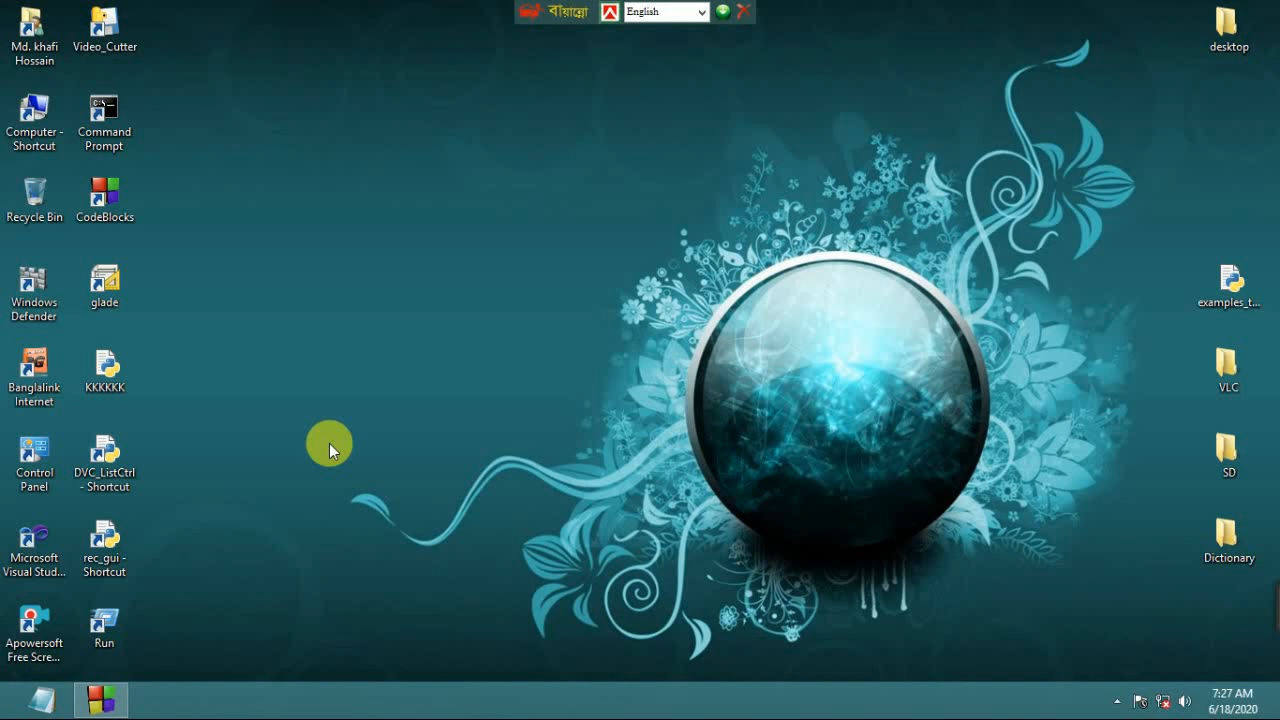 বায়ান্নো
English
Md. khafi
Hossain
Video_Cutter
Computer -
Shortcut
Command
Prompt
Recycle Bin
CodeBlocks
Windows
Defender
glade
Banglalink
Internet
KKKKKK
Control
Panel
DVC_ListCtrl
- Shortcut
Microsoft
Visual Stud...
rec_gui -
Shortcut
Apowersoft
Free Scre...
Run
desktop
examples_t...
VLC
SD
Dictionary
7:27 AM
6/18/2020